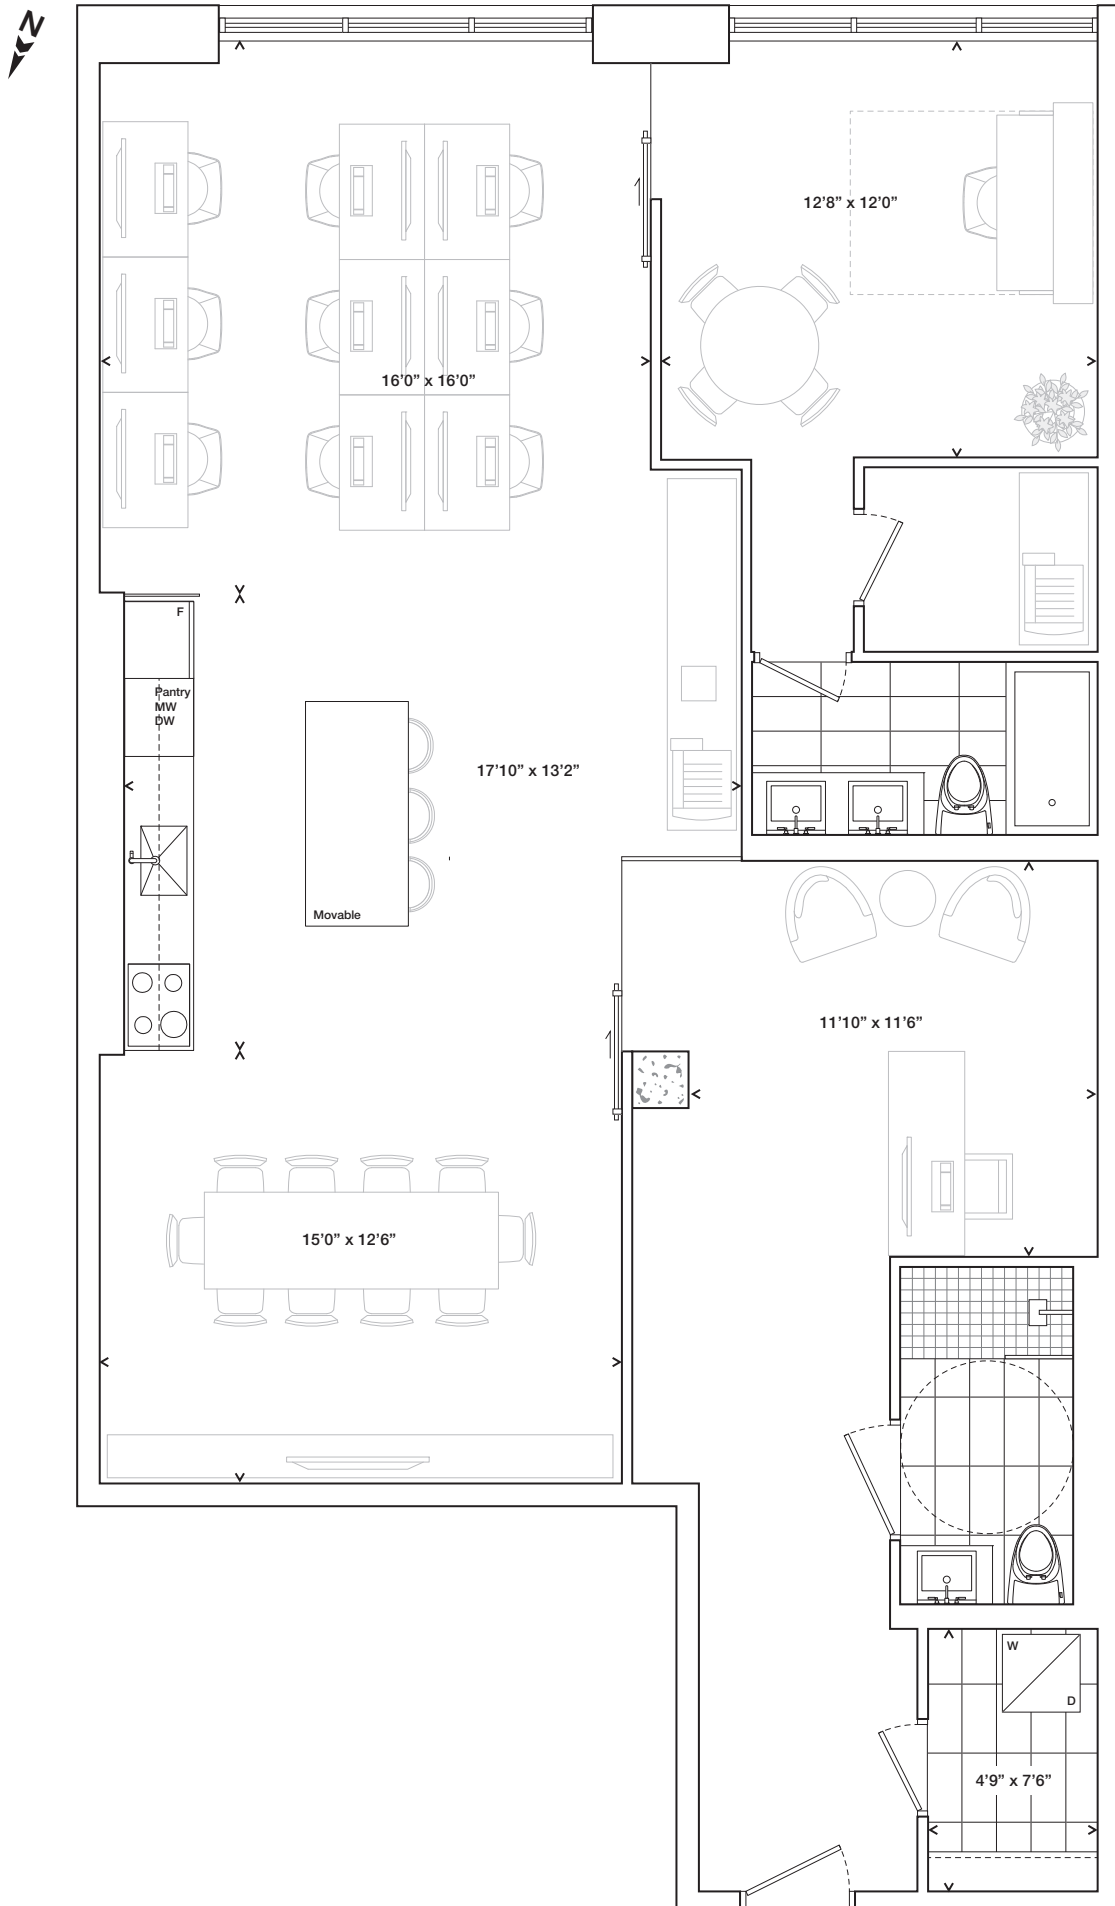 N
12'8” x 12'0”
16'0” x 16'0”
F
Pantry
MW
DW
17'10” x 13'2”
Movable
11'10” x 11'6”
15'0” x 12'6”
W
D
4'9” x 7'6”